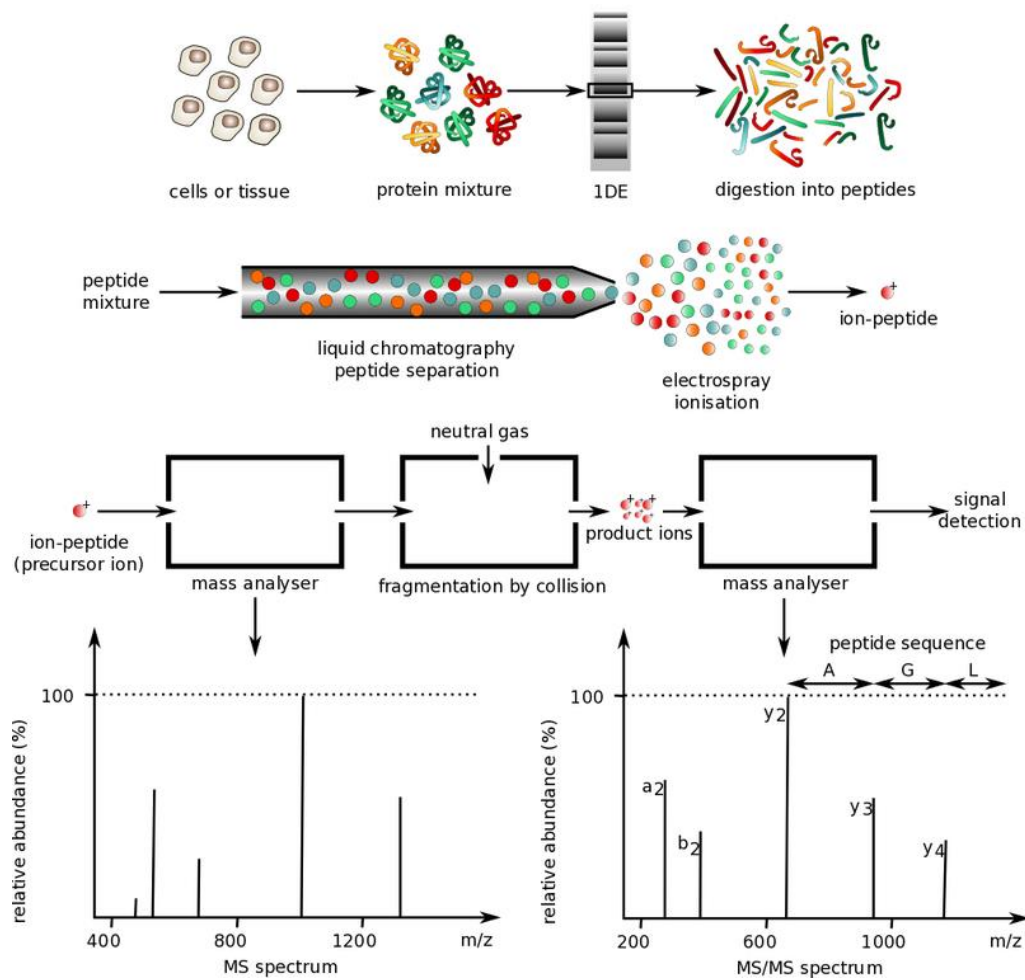 cells or tissue
protein mixture
1DE
digestion into peptides
peptide
mixture
liquid chromatography
peptide separation
electrospray
ionisation
+
ion-peptide
neutral gas
+
ion-peptide
(precursor ion)
mass analyser
fragmentation by collision
+ +
+ + +
product ions
mass analyser
signal
detection
relative abundance (%)
100
400 800 1200 m/z
MS spectrum
relative abundance (%)
100
peptide sequence
A G L
a2
b2
y2
y3
y4
200 600 1000 m/z
MS/MS spectrum